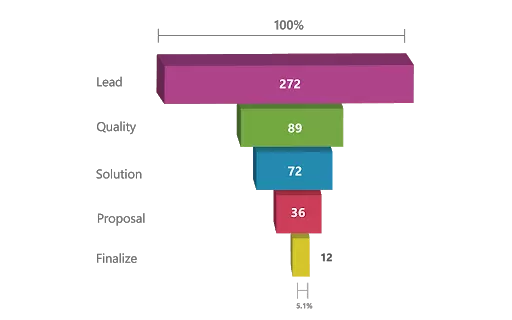 100%
Lead 272
Quality 89
Solution 72
Proposal 36
Finalize 12
5.1%